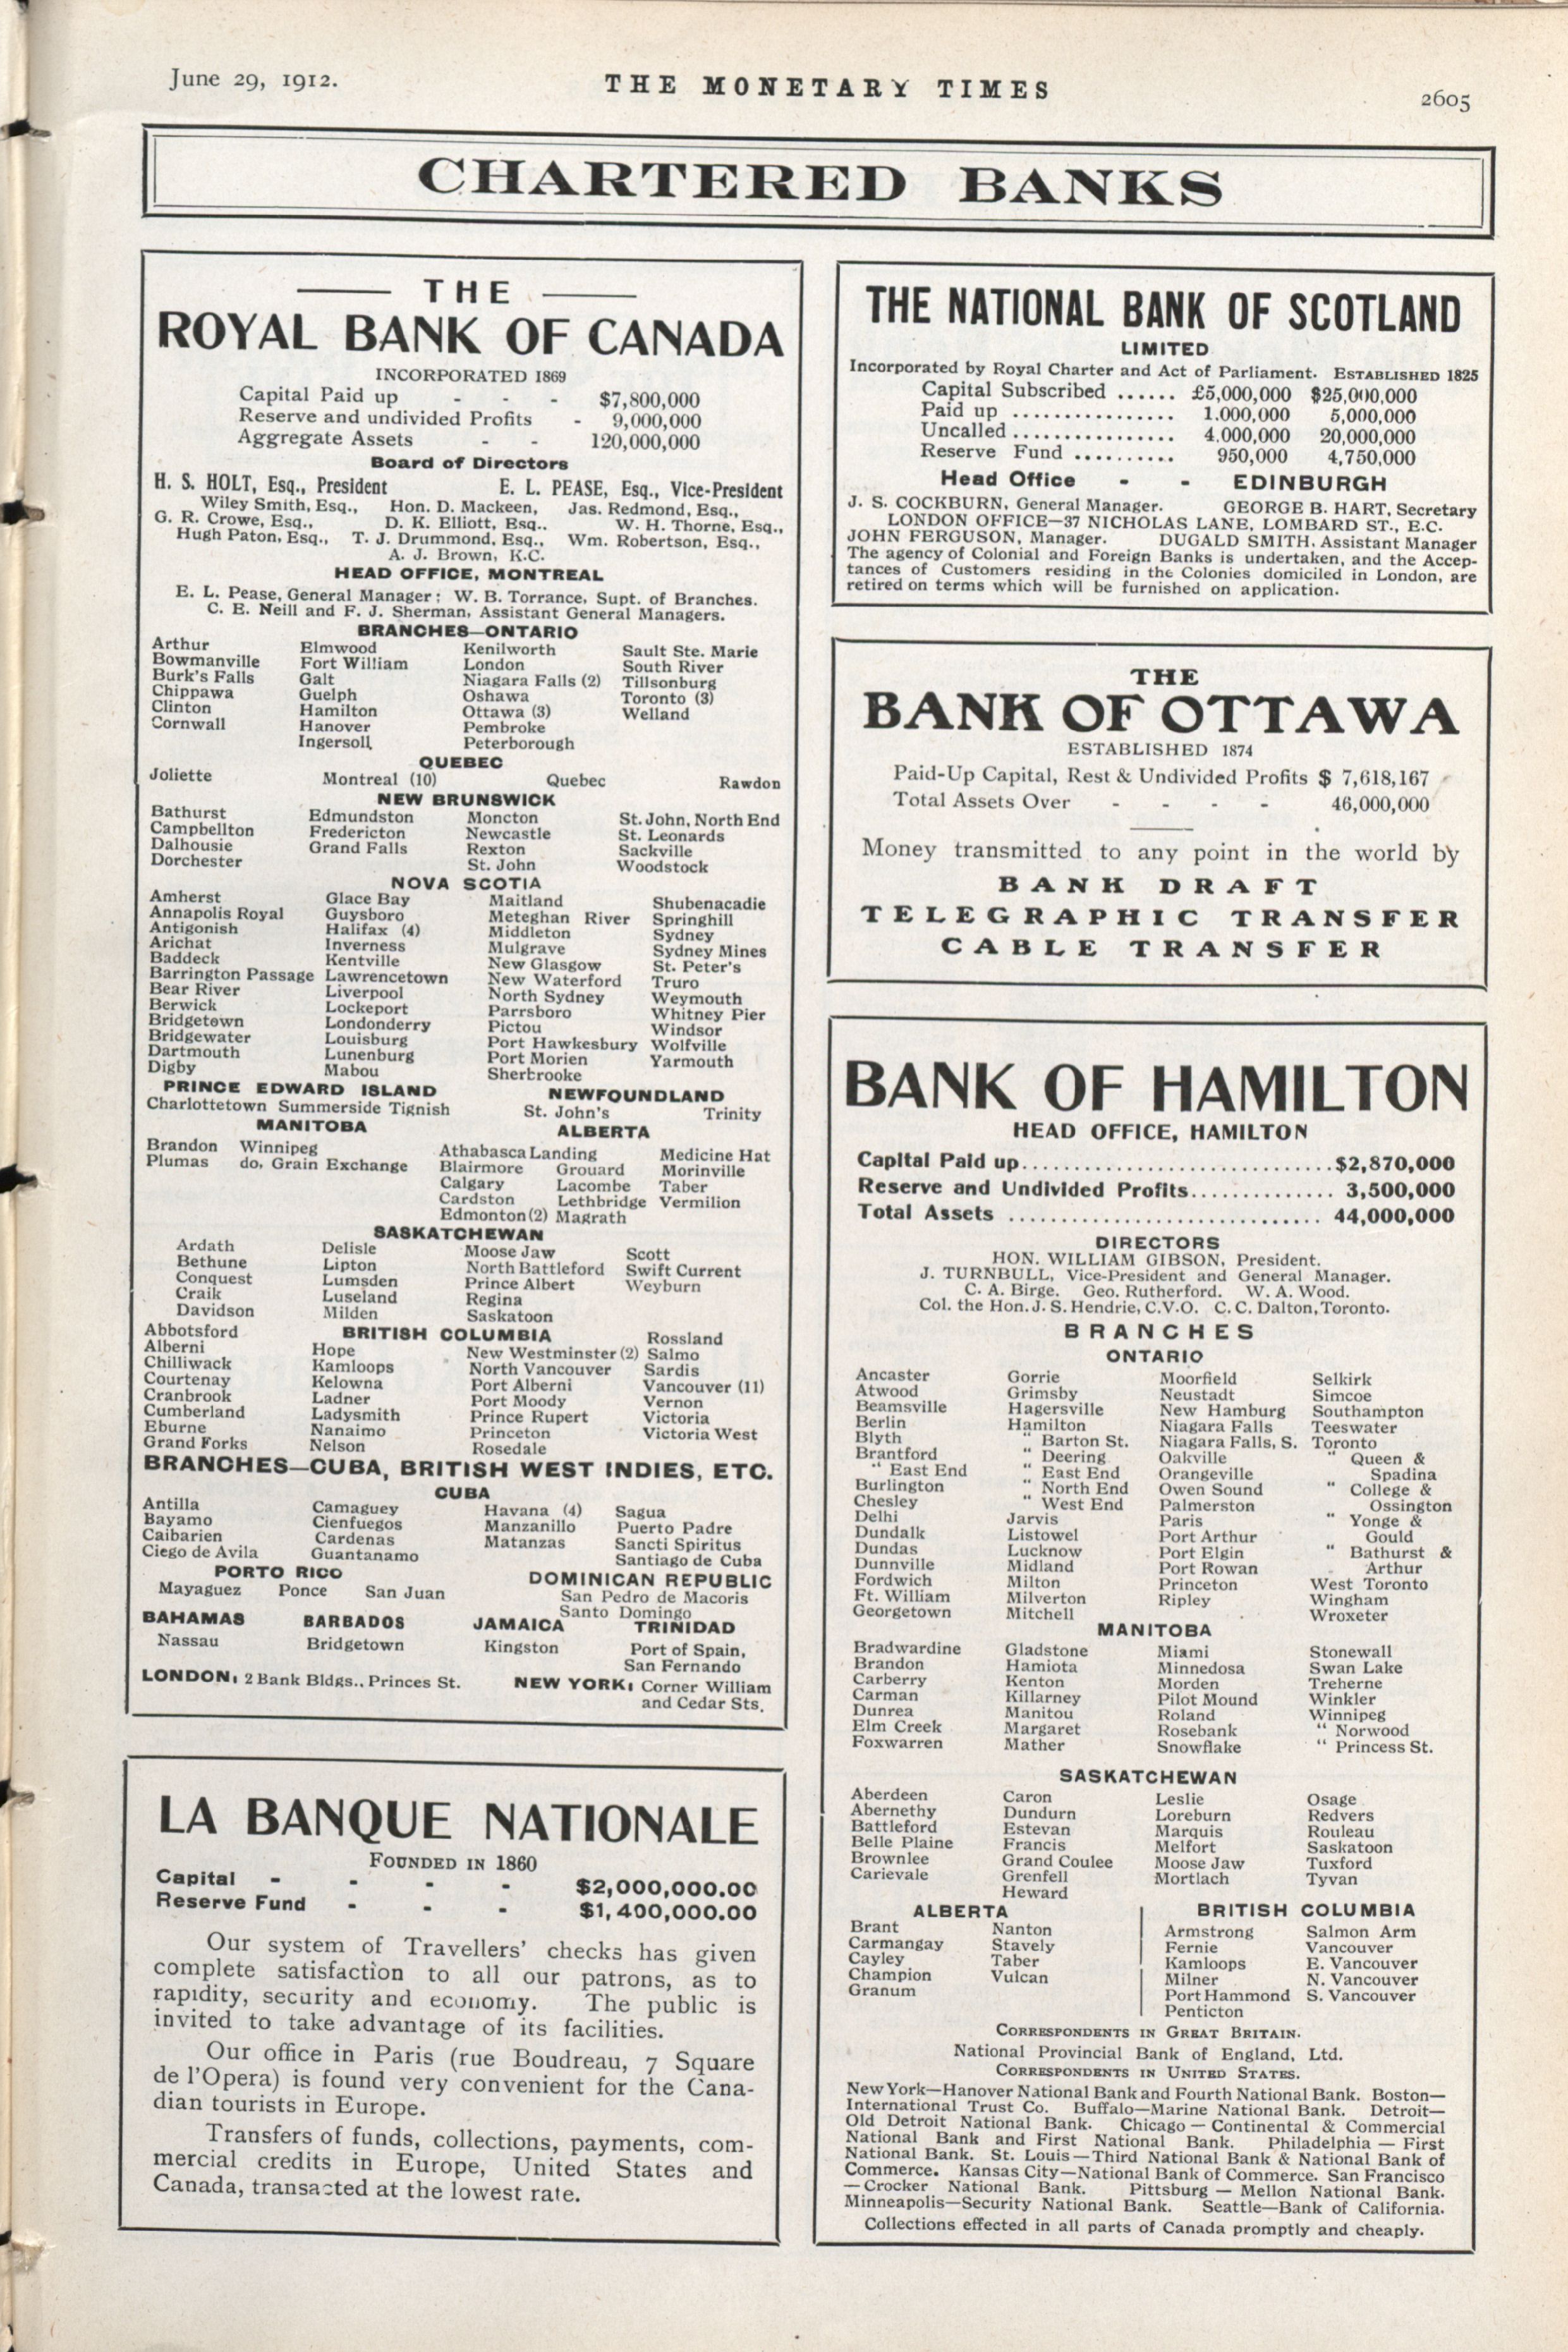 June 29, 1912.
THE MONETARY TIMES
2605
CHARTERED BANKS
THE
ROYAL BANK OF CANADA
INCORPORATED 1869
Capital Paid up - - - $7,800,000
Reserve and undivided Profits - 9,000,000
Aggregate Assets - - 120,000,000
Board of Directors
H. S. HOLT, Esq., President E. L. PEASE, Esq., Vice-President
Wiley Smith, Esq., Hon. D. Mackeen, Jas. Redmond, Esq.,
G. R. Crowe, Esq., D. K. Elliott, Esq.. W. H. Thorne, Esq.,
Hugh Paton, Esq., T. J. Drummond, Esq., Wm. Robertson, Esq.,
A. J. Brown, K.C.
HEAD OFFICE, MONTREAL
E. L. Pease, General Manager; W. B. Torrance, Supt. of Branches.
C. E. Neill and F. J. Sherman, Assistant General Managers.
BRANCHES—ONTARIO
Arthur Elmwood Kenilworth Sault Ste. Marie
Bowmanville Fort William London South River
Burk's Falls Galt Niagara Falls (2) Tillsonburg
Chippawa Guelph Oshawa Toronto (3)
Clinton Hamilton Ottawa (3) Welland
Cornwall Hanover Pembroke
Ingersoll Peterborough
QUEBEC
Joliette Montreal (10) Quebec Rawdon
NEW BRUNSWICK
Bathurst Edmundston Moncton St. John, North End
Campbellton Fredericton Newcastle St. Leonards
Dalhousie Grand Falls Rexton Sackville
Dorchester St. John Woodstock
NOVA SCOTIA
Amherst Glace Bay Maitland Shubenacadie
Annapolis Royal Guysboro Meteghan River Springhill
Antigonish Halifax (4) Middleton Sydney
Arichat Inverness Mulgrave Sydney Mines
Baddeck Kentville New Glasgow St. Peter's
Barrington Passage Lawrencetown New Waterford Truro
Bear River Liverpool North Sydney Weymouth
Berwick Lockeport Parrsboro Whitney Pier
Bridgetown Londonderry Pictou Windsor
Bridgewater Louisburg Port Hawkesbury Wolfville
Dartmouth Lunenburg Port Morien Yarmouth
Digby Mabou Sherbrooke
PRINCE EDWARD ISLAND NEWFOUNDLAND
Charlottetown Summerside Tignish St. John's Trinity
MANITOBA ALBERTA
Brandon Winnipeg Athabasca Landing Medicine Hat
Plumas do. Grain Exchange Blairmore Grouard Morinville
Calgary Lacombe Taber
Cardston Lethbridge Vermilion
Edmonton (2) Magrath
SASKATCHEWAN
Ardath Delisle Moose Jaw Scott
Bethune Lipton North Battleford Swift Current
Conquest Lumsden Prince Albert Weyburn
Craik Luseland Regina
Davidson Milden Saskatoon
Abbotsford BRITISH COLUMBIA Rossland
Alberni Hope New Westminster (2) Salmo
Chilliwack Kamloops North Vancouver Sardis
Courtenay Kelowna Port Alberni Vancouver (11)
Cranbrook Ladner Port Moody Vernon
Cumberland Ladysmith Prince Rupert Victoria
Eburne Nanaimo Princeton Victoria West
Grand Forks Nelson Rosedale
BRANCHES—CUBA, BRITISH WEST INDIES, ETC.
CUBA
Antilla Camaguey Havana (4) Sagua
Bayamo Cienfuegos Manzanillo Puerto Padre
Caibarien Cardenas Matanzas Sancti Spiritus
Ciego de Avila Guantanamo Santiago de Cuba
PORTO RICO DOMINICAN REPUBLIC
Mayaguez Ponce San Juan San Pedro de Macoris
Santo Domingo
BAHAMAS BARBADOS JAMAICA TRINIDAD
Nassau Bridgetown Kingston Port of Spain,
San Fernando
LONDON: 2 Bank Bldgs., Princes St. NEW YORK: Corner William
and Cedar Sts.
LA BANQUE NATIONALE
FOUNDED IN 1860
Capital - - - - $2,000,000.00
Reserve Fund - - - $1,400,000.00
Our system of Travellers' checks has given
complete satisfaction to all our patrons, as to
rapidity, security and economy. The public is
invited to take advantage of its facilities.
Our office in Paris (rue Boudreau, 7 Square
de l'Opera) is found very convenient for the Cana-
dian tourists in Europe.
Transfers of funds, collections, payments, com-
mercial credits in Europe, United States and
Canada, transacted at the lowest rate.
THE NATIONAL BANK OF SCOTLAND
LIMITED
Incorporated by Royal Charter and Act of Parliament. ESTABLISHED 1825
Capital Subscribed ...... £5,000,000 $25,000,000
Paid up ................ 1.000,000 5,000,000
Uncalled ................ 4.000,000 20,000,000
Reserve Fund .......... 950,000 4,750,000
Head Office - - EDINBURGH
J. S. COCKBURN, General Manager. GEORGE B. HART, Secretary
LONDON OFFICE—37 NICHOLAS LANE, LOMBARD ST., E.C.
JOHN FERGUSON, Manager. DUGALD SMITH, Assistant Manager
The agency of Colonial and Foreign Banks is undertaken, and the Accep-
tances of Customers residing in the Colonies domiciled in London, are
retired on terms which will be furnished on application.
THE
BANK OF OTTAWA
ESTABLISHED 1874
Paid-Up Capital, Rest & Undivided Profits $ 7,618,167
Total Assets Over - - - - 46,000,000
Money transmitted to any point in the world by
BANK DRAFT
TELEGRAPHIC TRANSFER
CABLE TRANSFER
BANK OF HAMILTON
HEAD OFFICE, HAMILTON
Capital Paid up.............................$2,870,000
Reserve and Undivided Profits.............. 3,500,000
Total Assets ............................. 44,000,000
DIRECTORS
HON. WILLIAM GIBSON, President.
J. TURNBULL, Vice-President and General Manager.
C. A. Birge. Geo. Rutherford. W. A. Wood.
Col. the Hon. J. S. Hendrie, C.V.O. C. C. Dalton, Toronto.
BRANCHES
ONTARIO
Ancaster Gorrie Moorfield Selkirk
Atwood Grimsby Neustadt Simcoe
Beamsville Hagersville New Hamburg Southampton
Berlin Hamilton Niagara Falls Teeswater
Blyth " Barton St. Niagara Falls, S. Toronto
Brantford " Deering Oakville " Queen &
" East End " East End Orangeville Spadina
Burlington " North End Owen Sound " College &
Chesley " West End Palmerston Ossington
Delhi Jarvis Paris " Yonge &
Dundalk Listowel Port Arthur Gould
Dundas Lucknow Port Elgin " Bathurst &
Dunnville Midland Port Rowan Arthur
Fordwich Milton Princeton West Toronto
Ft. William Milverton Ripley Wingham
Georgetown Mitchell Wroxeter
MANITOBA
Bradwardine Gladstone Miami Stonewall
Brandon Hamiota Minnedosa Swan Lake
Carberry Kenton Morden Treherne
Carman Killarney Pilot Mound Winkler
Dunrea Manitou Roland Winnipeg
Elm Creek Margaret Rosebank " Norwood
Foxwarren Mather Snowflake " Princess St.
SASKATCHEWAN
Aberdeen Caron Leslie Osage
Abernethy Dundurn Loreburn Redvers
Battleford Estevan Marquis Rouleau
Belle Plaine Francis Melfort Saskatoon
Brownlee Grand Coulee Moose Jaw Tuxford
Carievale Grenfell Mortlach Tyvan
Heward
ALBERTA BRITISH COLUMBIA
Brant Nanton Armstrong Salmon Arm
Carmangay Stavely Fernie Vancouver
Cayley Taber Kamloops E. Vancouver
Champion Vulcan Milner N. Vancouver
Granum Port Hammond S. Vancouver
Penticton
CORRESPONDENTS IN GREAT BRITAIN.
National Provincial Bank of England, Ltd.
CORRESPONDENTS IN UNITED STATES.
New York—Hanover National Bank and Fourth National Bank. Boston—
International Trust Co. Buffalo—Marine National Bank. Detroit—
Old Detroit National Bank. Chicago — Continental & Commercial
National Bank and First National Bank. Philadelphia — First
National Bank. St. Louis—Third National Bank & National Bank of
Commerce. Kansas City—National Bank of Commerce. San Francisco
—Crocker National Bank. Pittsburg — Mellon National Bank.
Minneapolis—Security National Bank. Seattle—Bank of California.
Collections effected in all parts of Canada promptly and cheaply.